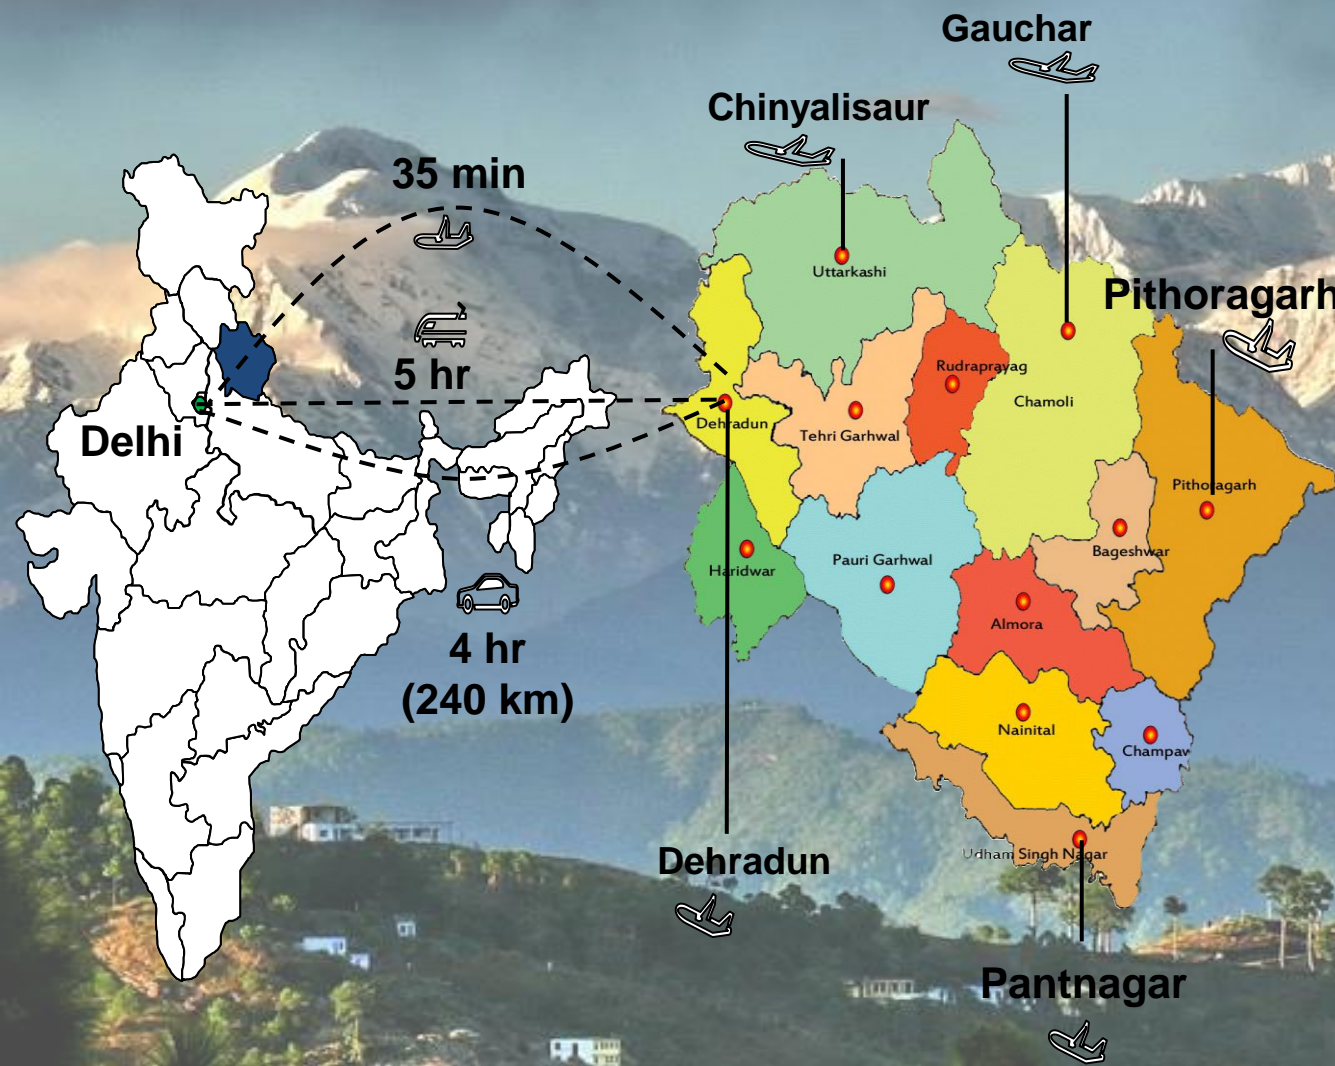 Gauchar
Chinyalisaur
35 min
Uttarkashi
Pithoragarh
5 hr
Rudraprayag
Chamoli
Delhi
Dehradun
Tehri Garhwal
Pithoragarh
Bageshwar
Pauri Garhwal
Haridwar
Almora
4 hr
(240 km)
Nainital
Champaw
Udham Singh Nagar
Dehradun
Pantnagar